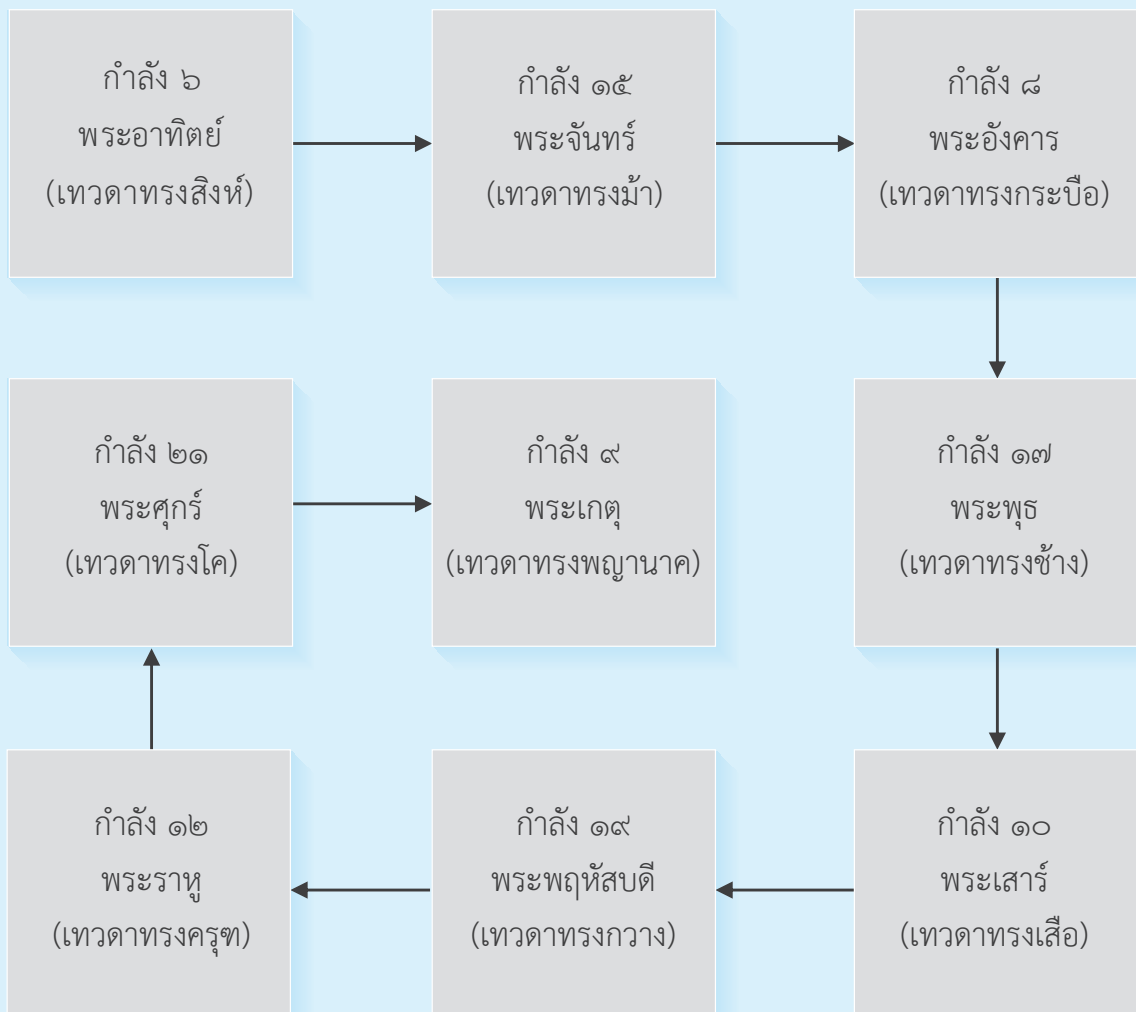 กำลัง ๖
พระอาทิตย์
(เทวดาทรงสิงห์)
กำลัง ๑๕
พระจันทร์
(เทวดาทรงม้า)
กำลัง ๘
พระอังคาร
(เทวดาทรงกระบือ)
กำลัง ๒๑
พระศุกร์
(เทวดาทรงโค)
กำลัง ๙
พระเกตุ
(เทวดาทรงพญานาค)
กำลัง ๑๗
พระพุธ
(เทวดาทรงช้าง)
กำลัง ๑๒
พระราหู
(เทวดาทรงครุฑ)
กำลัง ๑๙
พระพฤหัสบดี
(เทวดาทรงกวาง)
กำลัง ๑๐
พระเสาร์
(เทวดาทรงเสือ)